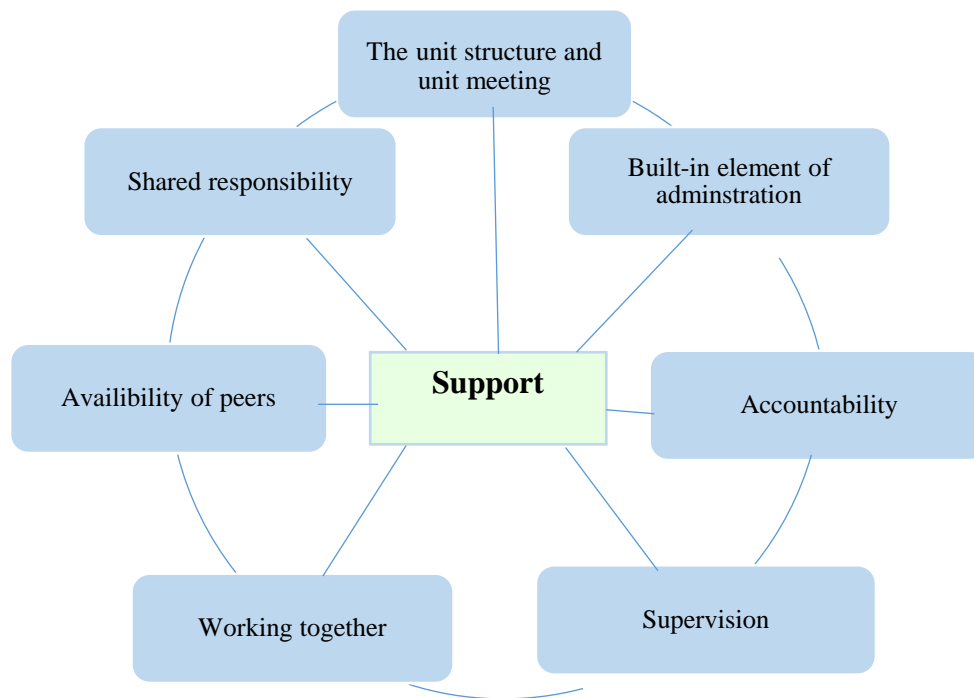 The unit structure and
unit meeting
Shared responsibility
Built-in element of
adminstration
Support
Availibility of peers
Accountability
Working together
Supervision